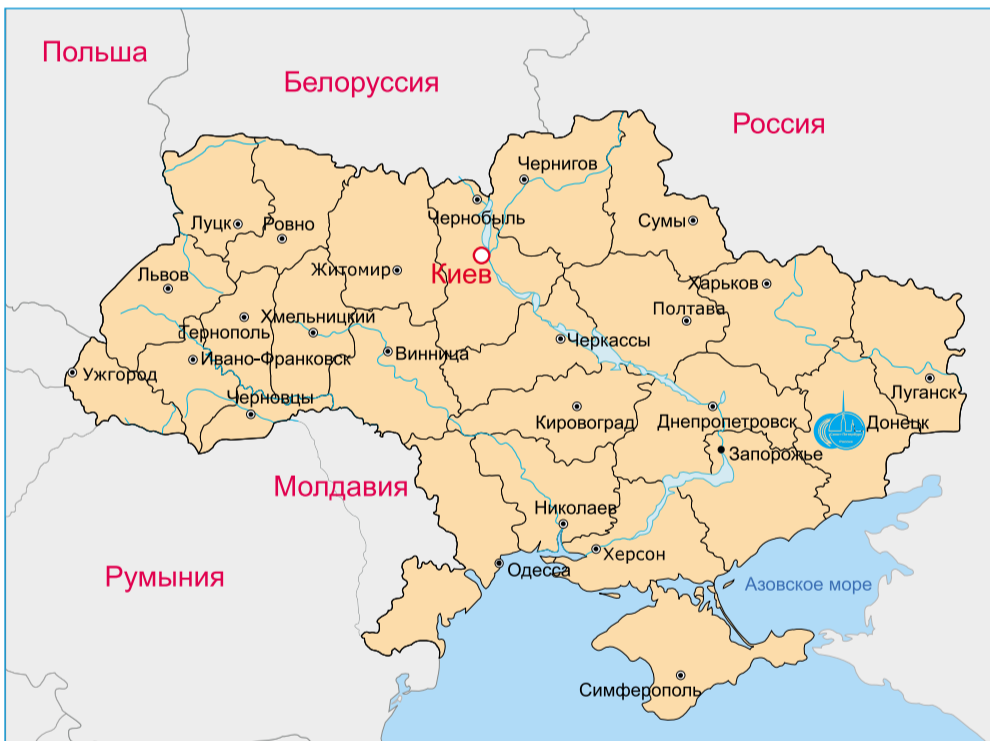 Польша
Белоруссия
Россия
Чернигов
Чернобыль
Сумы
Луцк
Ровно
Киев
Житомир
Львов
Харьков
Полтава
Хмельницкий
Тернополь
Черкассы
Ивано-Франковск
Винница
Ужгород
Луганск
Черновцы
Кировоград
Днепропетровск
Донецк
Запорожье
Молдавия
Николаев
Херсон
Одесса
Румыния
Азовское море
Симферополь